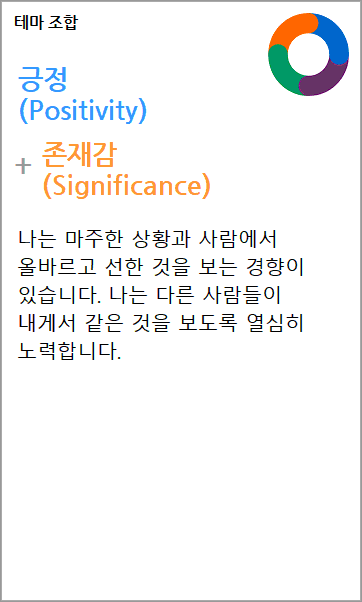 테마 조합
긍정
(Positivity)
+ 존재감
(Significance)
나는 마주한 상황과 사람에서
올바르고 선한 것을 보는 경향이
있습니다. 나는 다른 사람들이
내게서 같은 것을 보도록 열심히
노력합니다.